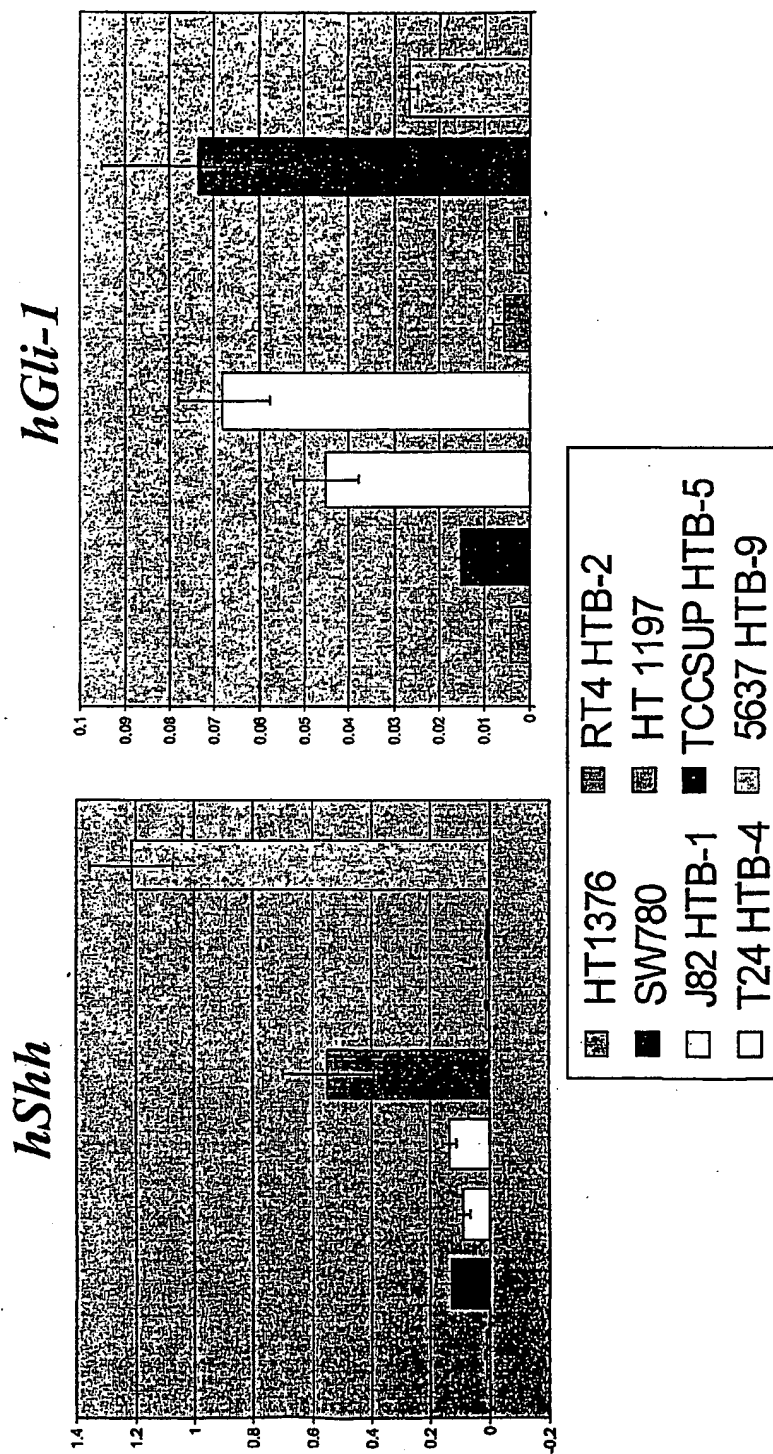 hShh
1.4
1.2
1
0.8
0.6
0.4
0.2
0
-0.2
hGli-1
0.1
0.09
0.08
0.07
0.06
0.05
0.04
0.03
0.02
0.01
0
HT1376
RT4 HTB-2
SW780
HT 1197
J82 HTB-1
TCCSUP HTB-5
T24 HTB-4
5637 HTB-9